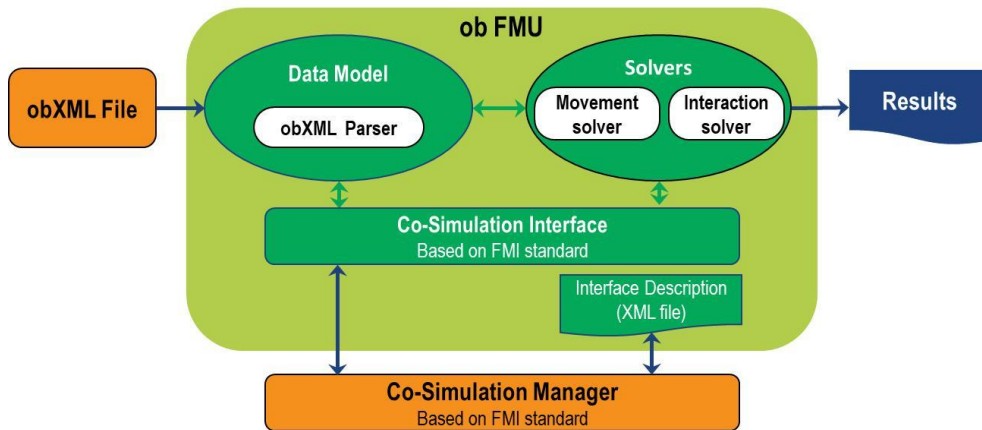 ob FMU
obXML File
Data Model
obXML Parser
Solvers
Movement
solver
Interaction
solver
Results
Co-Simulation Interface
Based on FMI standard
Interface Description
(XML file)
Co-Simulation Manager
Based on FMI standard